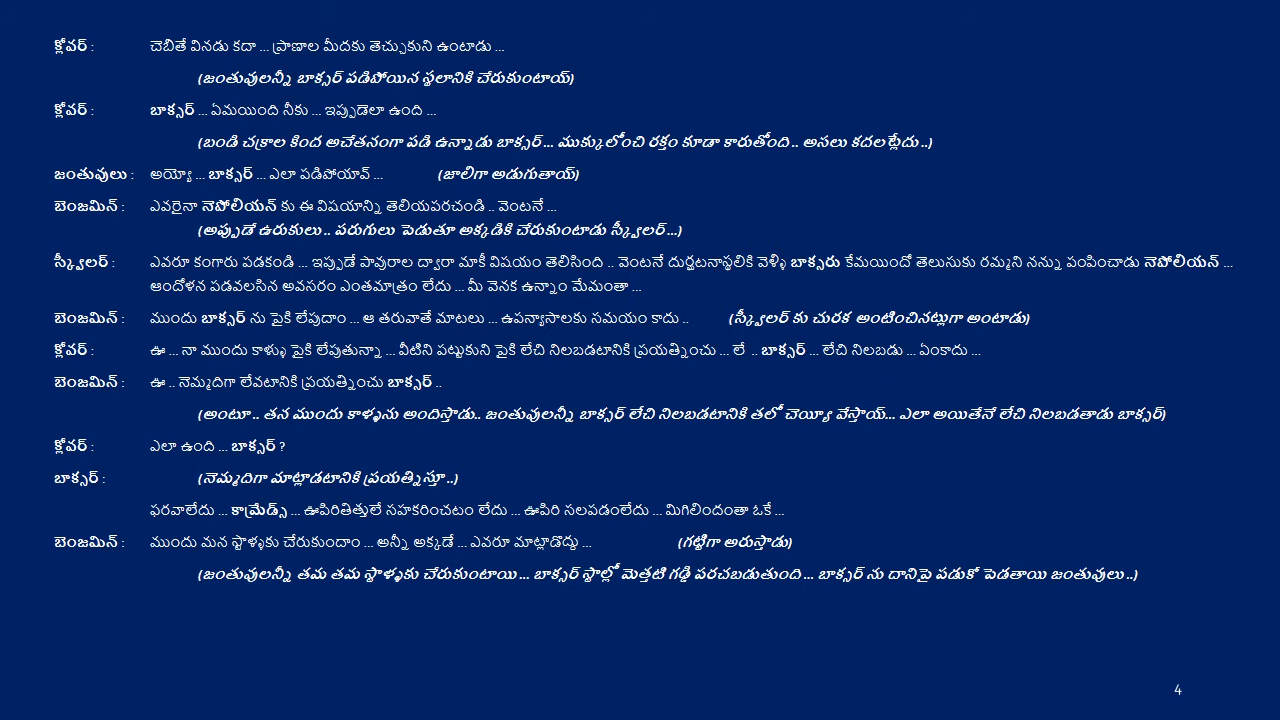 క్లోవర్ : చెబితే వినడు కదా ... ప్రాణాల మీదకు తెచ్చుకుని ఉంటాడు ...
(జంతువులన్నీ బాక్సర్ పడిపోయిన స్థలానికి చేరుకుంటాయ్)
క్లోవర్ : బాక్సర్ ... ఏమయింది నీకు ... ఇప్పుడెలా ఉంది ...
(బండి చక్రాల కింద అచేతనంగా పడి ఉన్నాడు బాక్సర్ ... ముక్కులోంచి రక్తం కూడా కారుతోంది .. అసలు కదలట్లేదు ..)
జంతువులు : అయ్యో ... బాక్సర్ ... ఎలా పడిపోయావ్ ... (జాలిగా అడుగుతాయ్)
బెంజమిన్ : ఎవరైనా నెపోలియన్ కు ఈ విషయాన్ని తెలియపరచండి .. వెంటనే ...
(అప్పుడే ఉరుకులు .. పరుగులు పెడుతూ అక్కడికి చేరుకుంటాడు స్క్వీలర్ ...)
స్క్వీలర్ : ఎవరూ కంగారు పడకండి ... ఇప్పుడే పావురాల ద్వారా మాకీ విషయం తెలిసింది .. వెంటనే దుర్ఘటనాస్థలికి వెళ్ళి బాక్సరు కేమయిందో తెలుసుకు రమ్మని నన్ను పంపించాడు నెపోలియన్ ...
ఆందోళన పడవలసిన అవసరం ఎంతమాత్రం లేదు ... మీ వెనక ఉన్నాం మేమంతా ...
బెంజమిన్ : ముందు బాక్సర్ ను పైకి లేపుదాం ... ఆ తరువాతే మాటలు ... ఉపన్యాసాలకు సమయం కాదు .. (స్క్వీలర్ కు చురక అంటించినట్లుగా అంటాడు)
క్లోవర్ : ఊ ... నా ముందు కాళ్ళు పైకి లేపుతున్నా ... వీటిని పట్టుకుని పైకి లేచి నిలబడటానికి ప్రయత్నించు ... లే .. బాక్సర్ ... లేచి నిలబడు ... ఏంకాదు ...
బెంజమిన్ : ఊ .. నెమ్మదిగా లేవటానికి ప్రయత్నించు బాక్సర్ ..
(అంటూ .. తన ముందు కాళ్ళను అందిస్తాడు.. జంతువులన్నీ బాక్సర్ లేచి నిలబడటానికి తలో చెయ్యీ వేస్తాయ్... ఎలా అయితేనే లేచి నిలబడతాడు బాక్సర్)
క్లోవర్ : ఎలా ఉంది ... బాక్సర్ ?
బాక్సర్ : (నెమ్మదిగా మాట్లాడటానికి ప్రయత్నిస్తూ ..)
ఫరవాలేదు ... కామ్రేడ్స్ ... ఊపిరితిత్తులే సహకరించటం లేదు ... ఊపిరి సలపడంలేదు ... మిగిలిందంతా ఓకే ...
బెంజమిన్ : ముందు మన స్టాళ్ళకు చేరుకుందాం ... అన్నీ అక్కడే ... ఎవరూ మాట్లాడొద్దు ... (గట్టిగా అరుస్తాడు)
(జంతువులన్నీ తమ తమ స్టాళ్ళకు చేరుకుంటాయి ... బాక్సర్ స్టాల్లో మెత్తటి గడ్డి పరచబడుతుంది ... బాక్సర్ ను దానిపై పడుకో పెడతాయి జంతువులు ..)
4